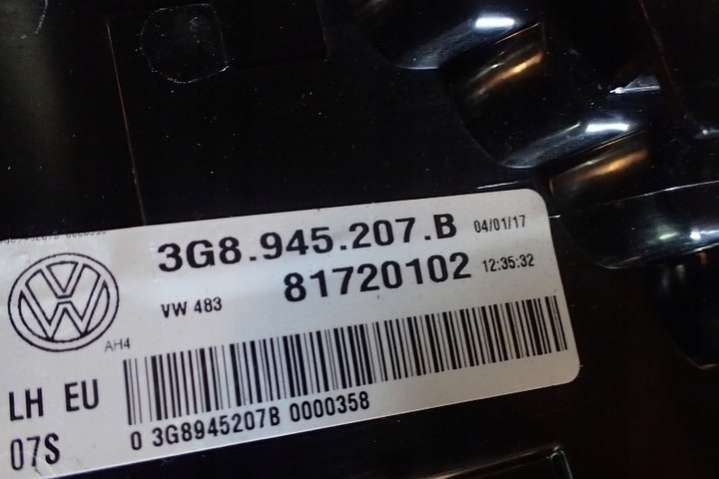 3G8.945.207.B 04/01/17
81720102 12:35:32
VW 483
AH4
LH EU
07S
0 3G8945207B 0000358